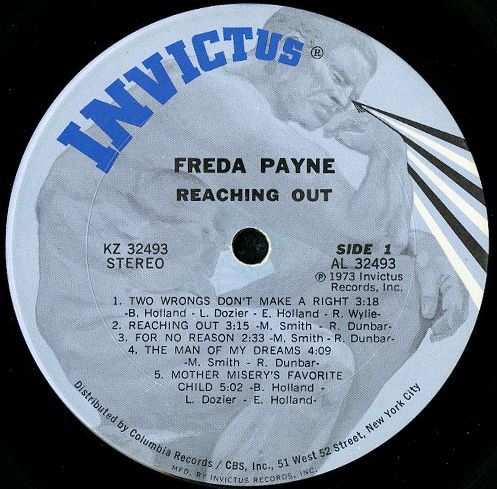 INVICTUS®
FREDA PAYNE
REACHING OUT
KZ 32493
STEREO
SIDE 1
AL 32493
℗ 1973 Invictus
Records, Inc.
1. TWO WRONGS DON'T MAKE A RIGHT 3:18
-B. Holland - L. Dozier - E. Holland - R. Wylie-
2. REACHING OUT 3:15 -M. Smith - R. Dunbar-
3. FOR NO REASON 2:33 -M. Smith - R. Dunbar-
4. THE MAN OF MY DREAMS 4:09
-M. Smith - R. Dunbar-
5. MOTHER MISERY'S FAVORITE
CHILD 5:02 -B. Holland -
L. Dozier - E. Holland-
Distributed by Columbia Records / CBS, Inc., 51 West 52 Street, New York City
MFD. BY INVICTUS RECORDS, INC.